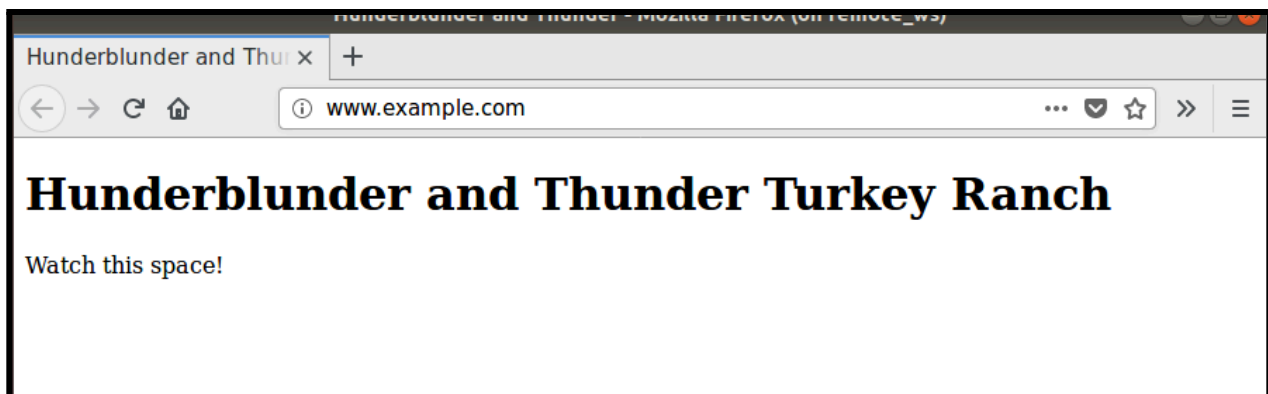 Hunderblunder and Thunder - Mozilla Firefox (on remote_ws)
Hunderblunder and Thun
www.example.com
Hunderblunder and Thunder Turkey Ranch
Watch this space!